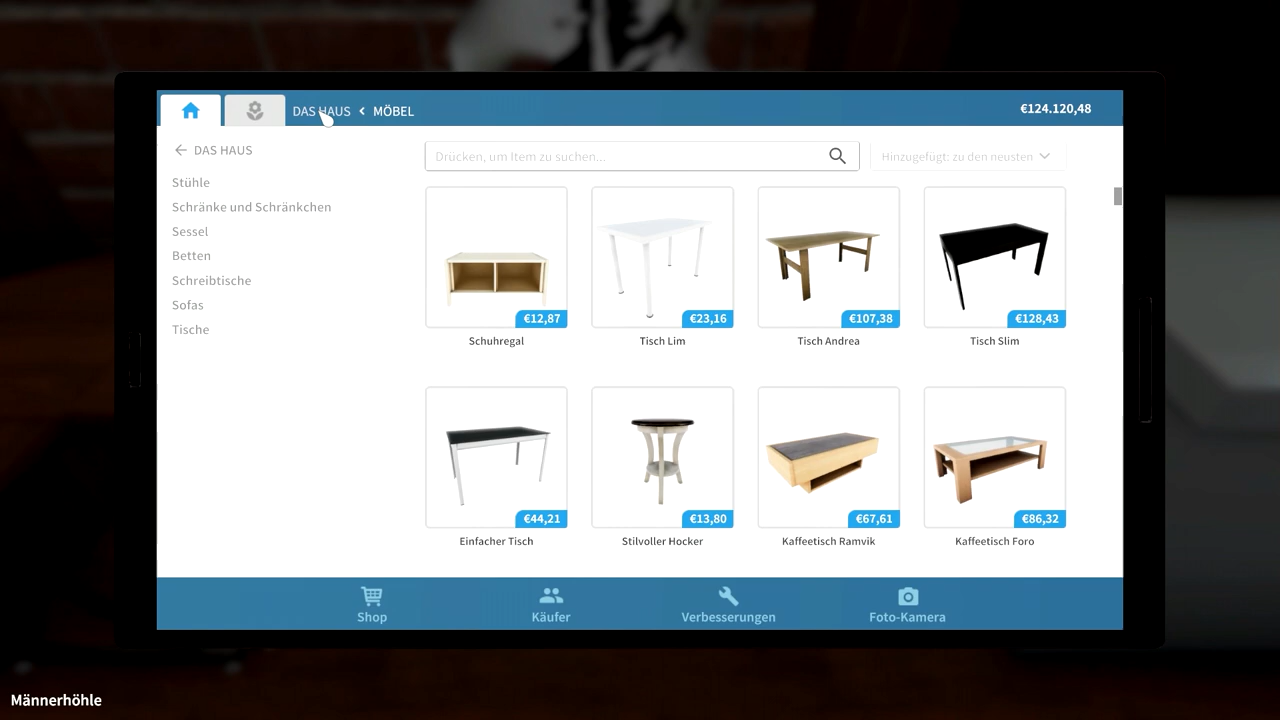 DAS HAUS < MÖBEL
€124.120,48
DAS HAUS
Stühle
Schränke und Schränkchen
Sessel
Betten
Schreibtische
Sofas
Tische
Drücken, um Item zu suchen...
Hinzugefügt: zu den neusten
€12,87
€23,16
€107,38
€128,43
Schuhregal
Tisch Lim
Tisch Andrea
Tisch Slim
€44,21
€13,80
€67,61
€86,32
Einfacher Tisch
Stilvoller Hocker
Kaffeetisch Ramvik
Kaffeetisch Foro
Shop
Käufer
Verbesserungen
Foto-Kamera
Männerhöhle